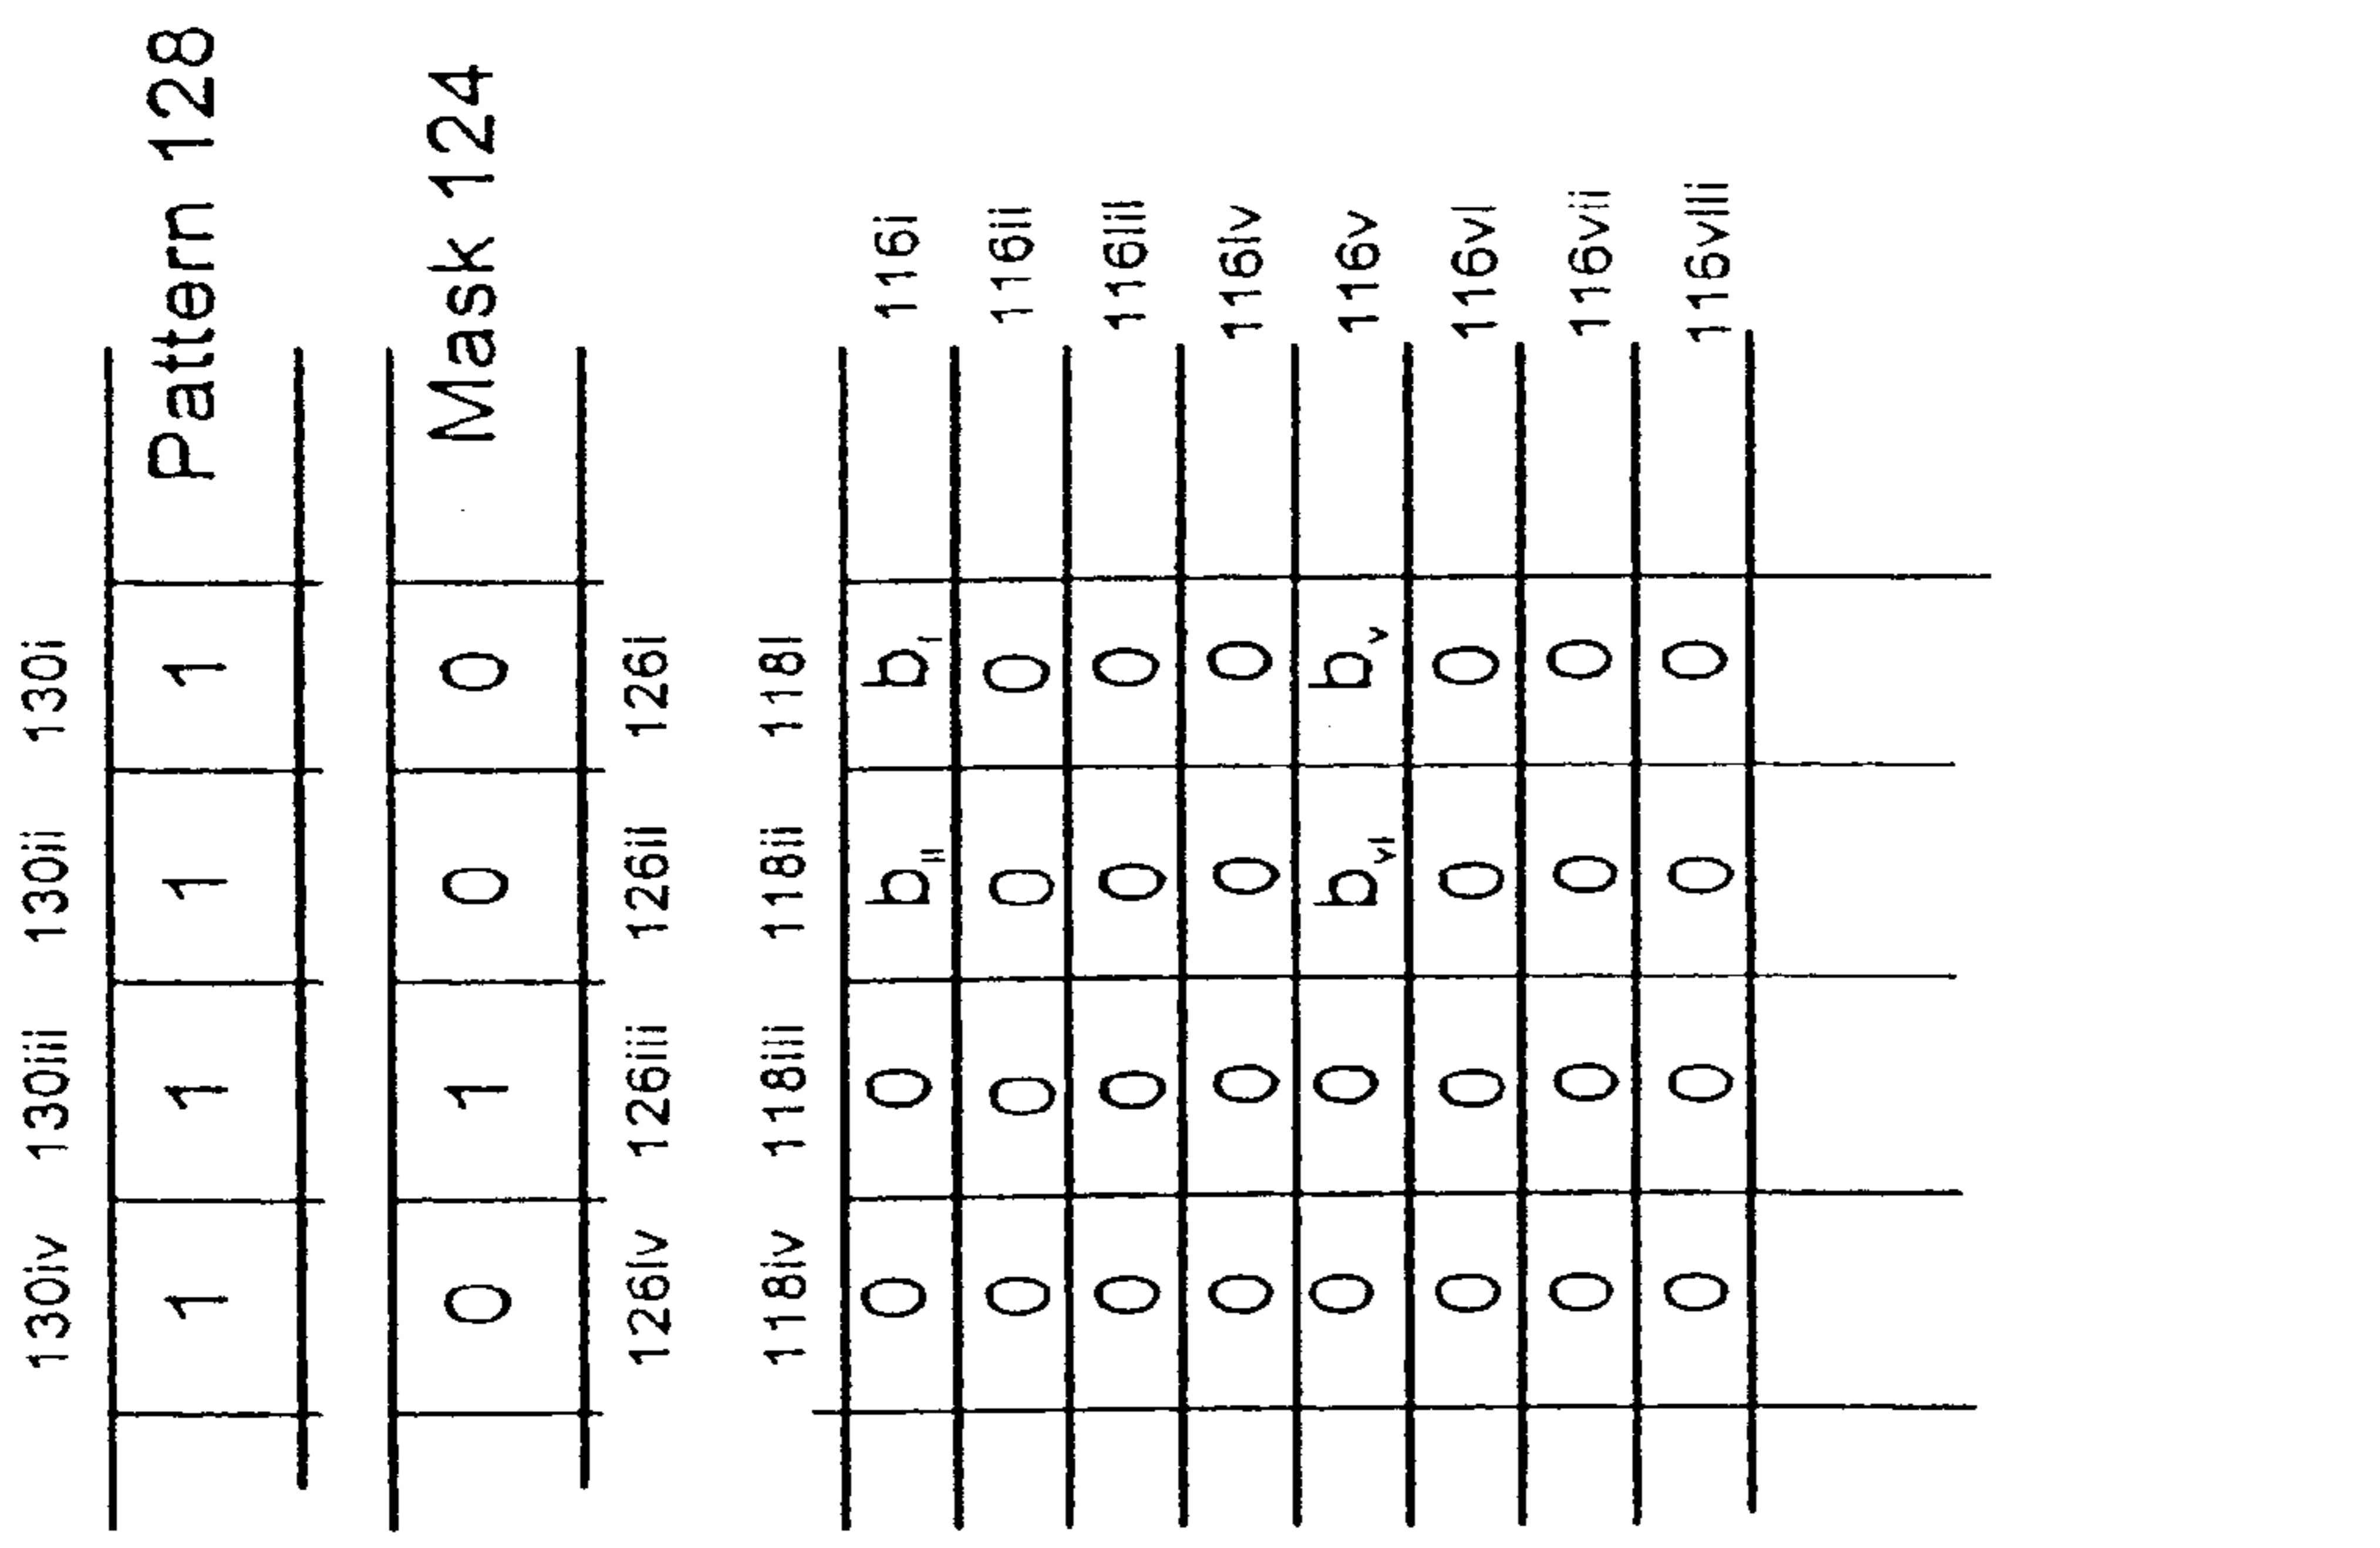 130iv 130iii 130ii 130i
1 1 1 1 Pattern 128
0 1 0 0 Mask 124
126iv 126iii 126ii 126i
118iv 118iii 118ii 118i
0 0 bii bi 116i
0 0 0 0 116ii
0 0 0 0 116iii
0 0 0 0 116iv
0 0 bvi bv 116v
0 0 0 0 116vi
0 0 0 0 116vii
0 0 0 0 116viii